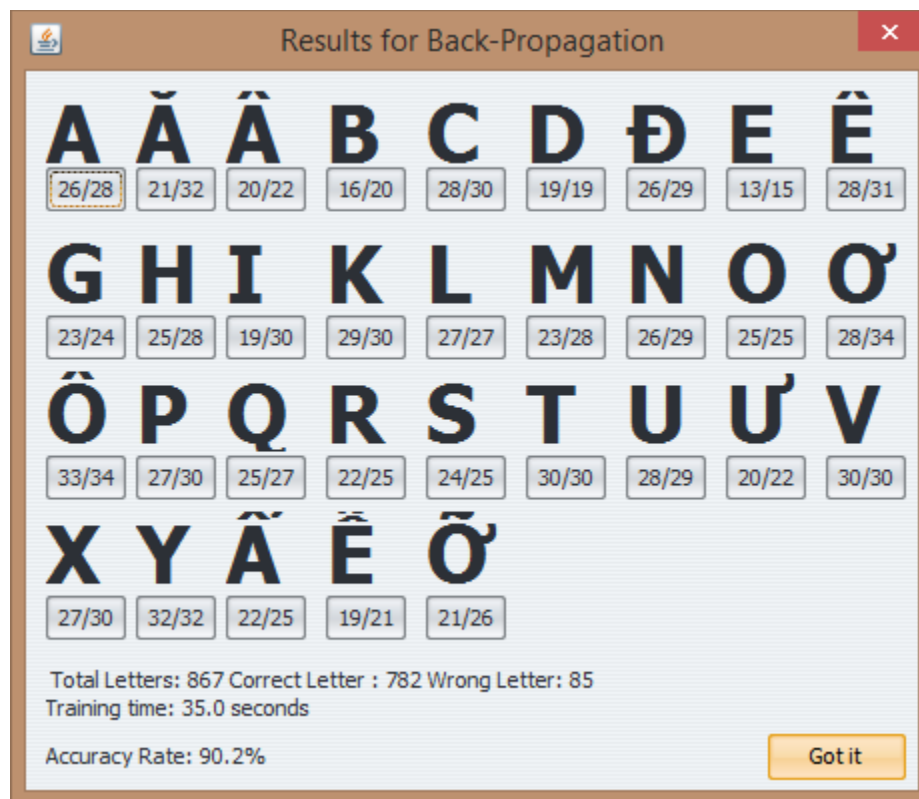 Results for Back-Propagation
A Ă Â B C D Đ E Ê
26/28 21/32 20/22 16/20 28/30 19/19 26/29 13/15 28/31
G H I K L M N O Ơ
23/24 25/28 19/30 29/30 27/27 23/28 26/29 25/25 28/34
Ô P Q R S T U Ư V
33/34 27/30 25/27 22/25 24/25 30/30 28/29 20/22 30/30
X Y Ấ Ề Ỡ
27/30 32/32 22/25 19/21 21/26
Total Letters: 867 Correct Letter : 782 Wrong Letter: 85
Training time: 35.0 seconds
Accuracy Rate: 90.2%
Got it